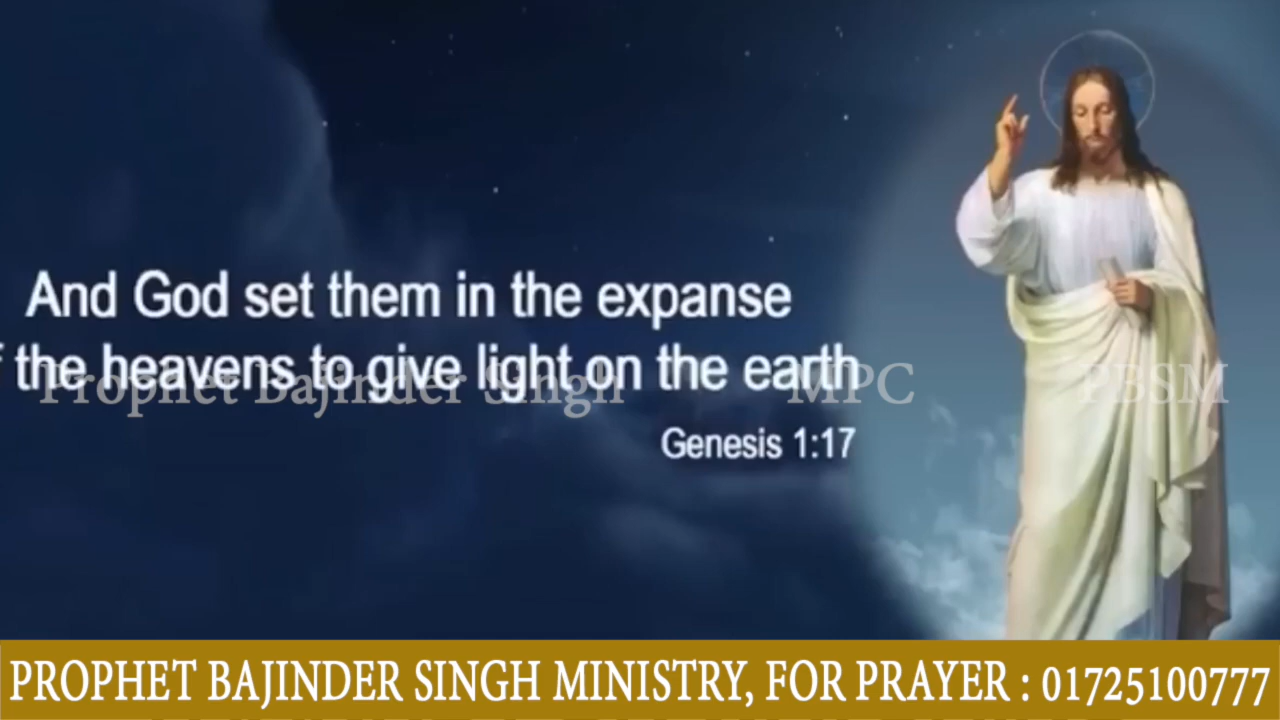 And God set them in the expanse
the heavens to give light on the earth
Prophet Bajinder Singh MPC PBSM
Genesis 1:17
PROPHET BAJINDER SINGH MINISTRY, FOR PRAYER : 01725100777